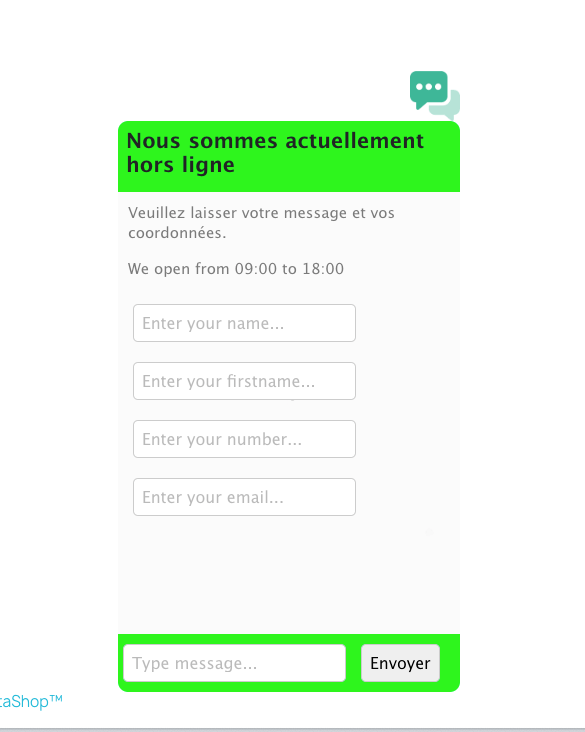 Nous sommes actuellement
hors ligne
Veuillez laisser votre message et vos
coordonnées.
We open from 09:00 to 18:00
Enter your name...
Enter your firstname...
Enter your number...
Enter your email...
Type message...
Envoyer
taShop™